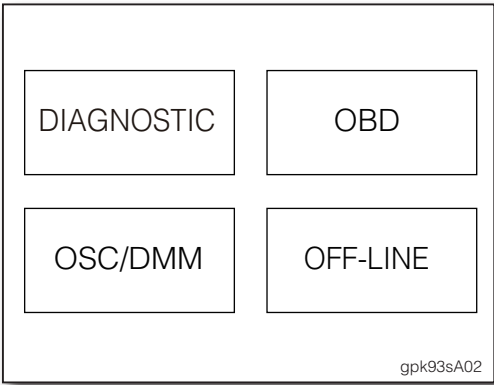 DIAGNOSTIC
OBD
OSC/DMM
OFF-LINE
gpk93sA02